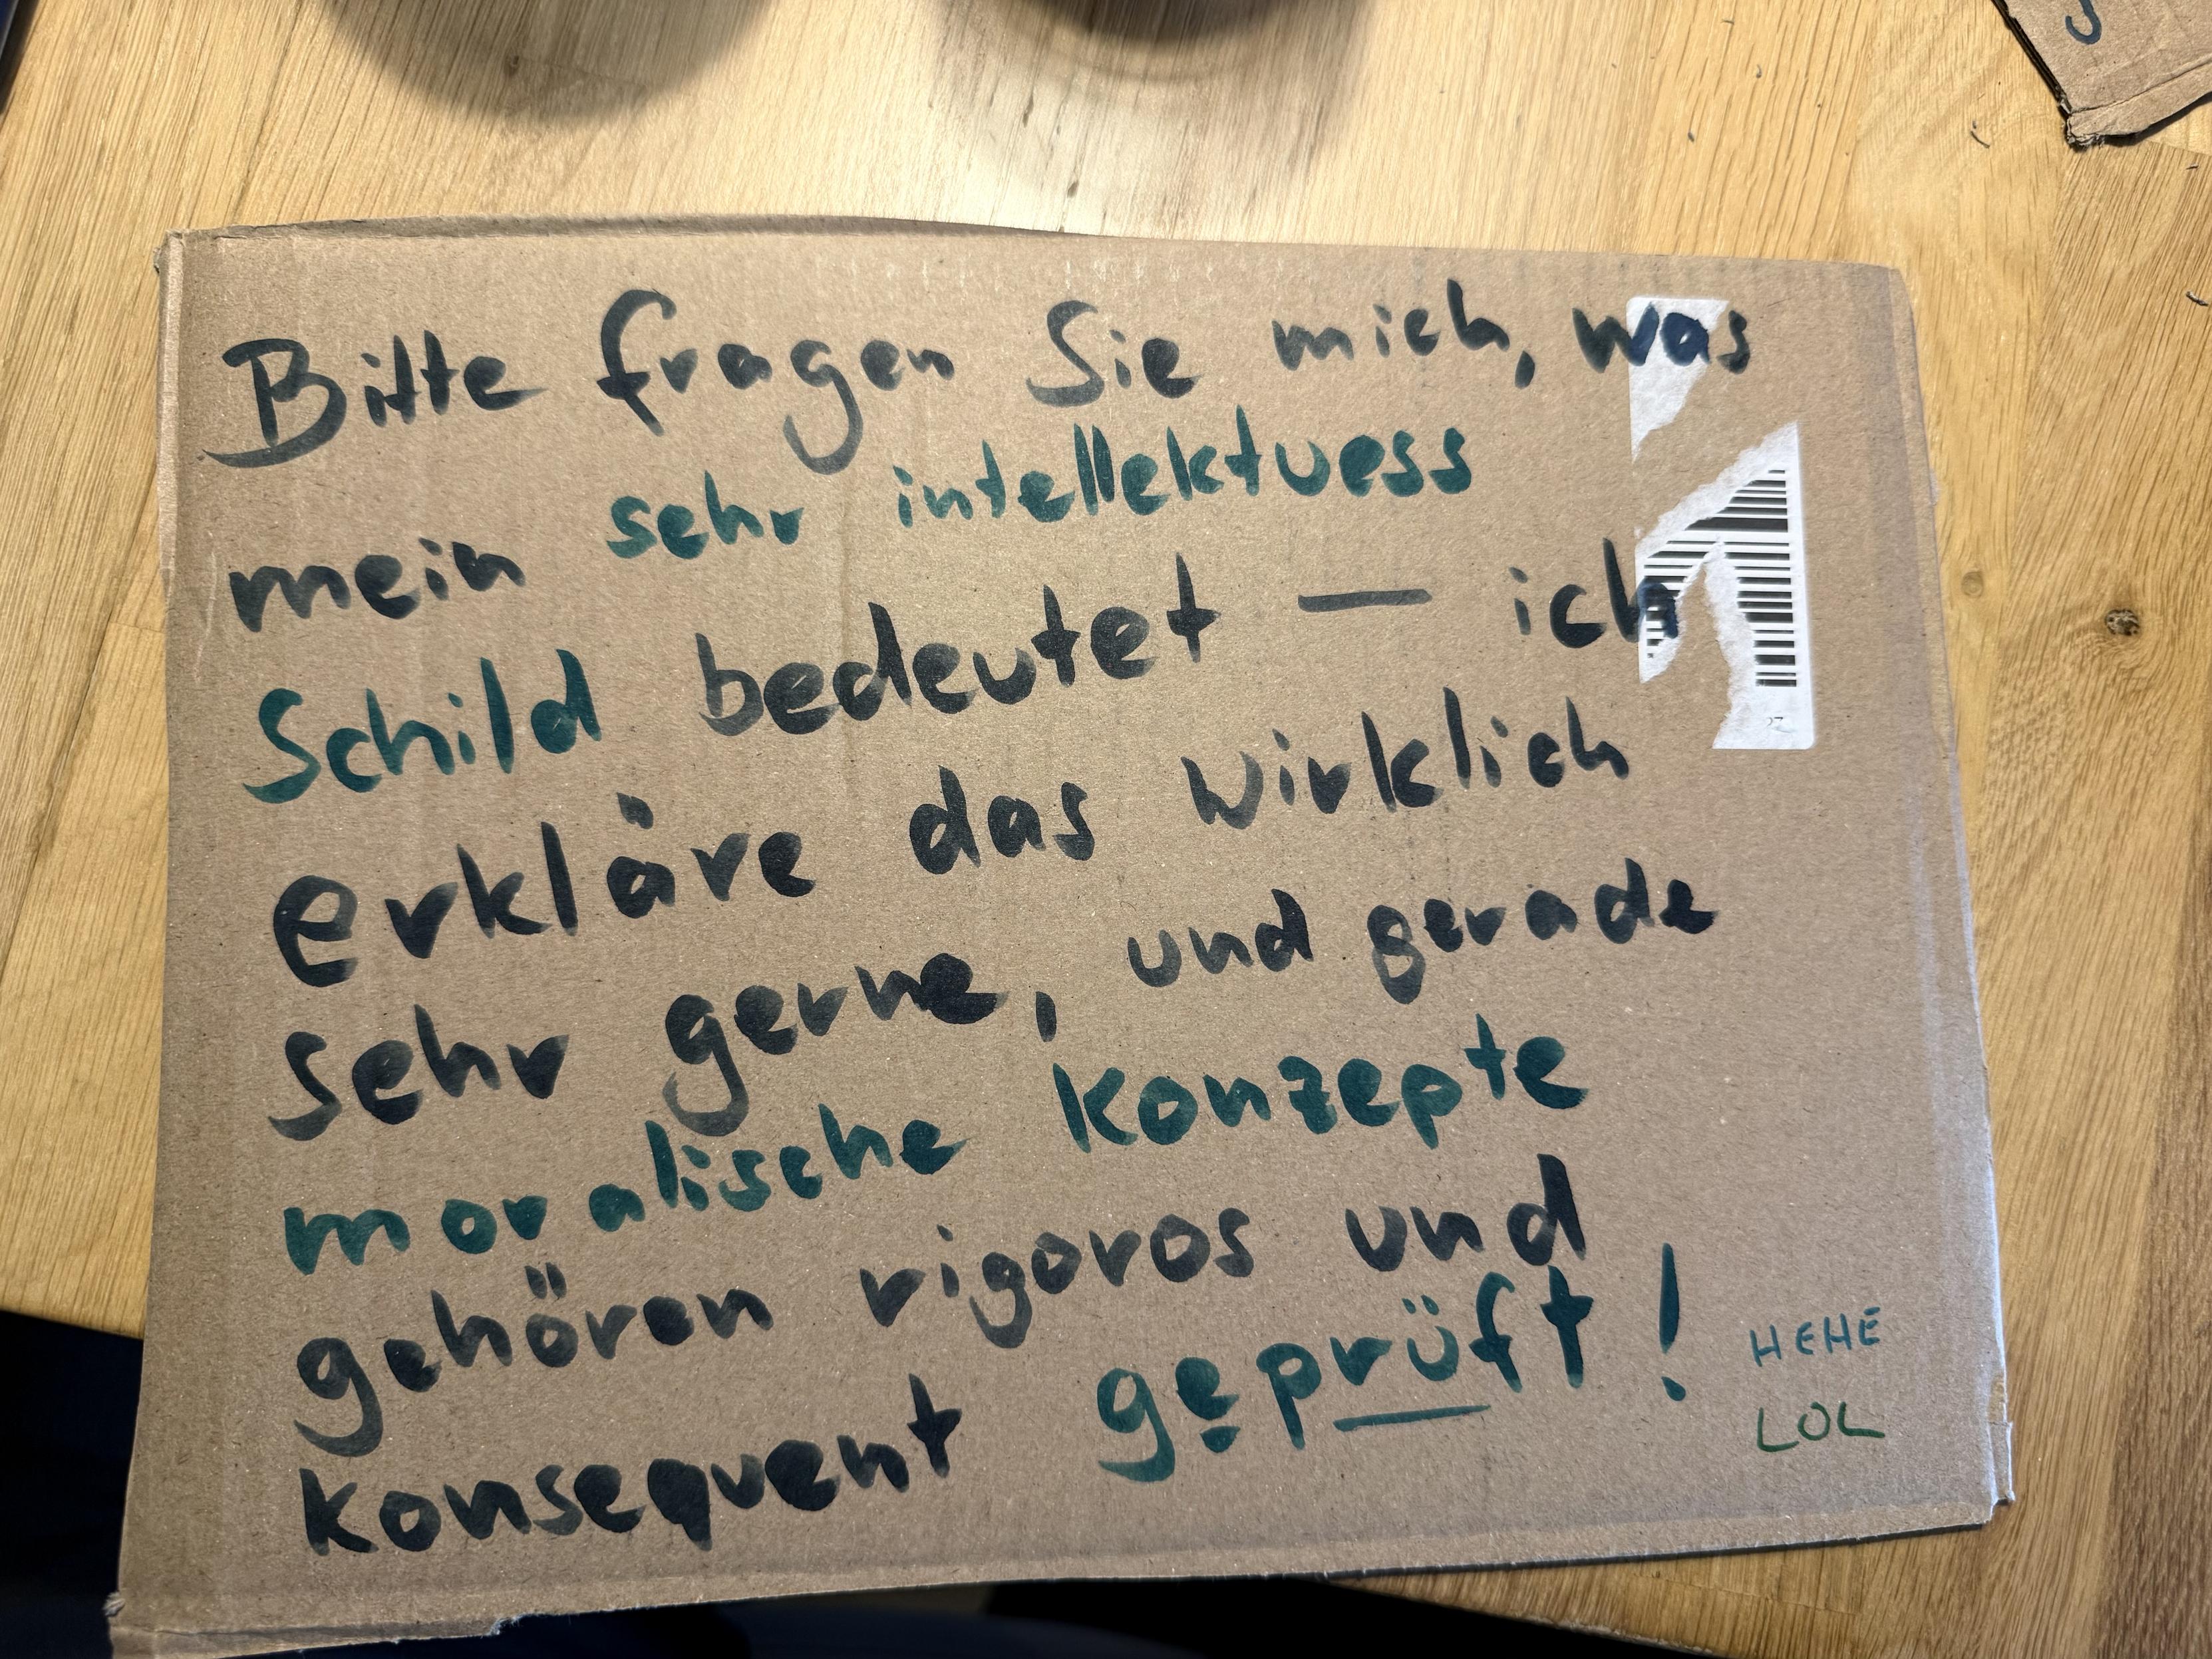 Bitte fragen Sie mich, was
mein sehr intellektuess
Schild bedeutet — ich
erkläre das wirklich
sehr gerne, und gerade
moralische Konzepte
gehören rigoros und
konsequent geprüft!
HEHE
LOL